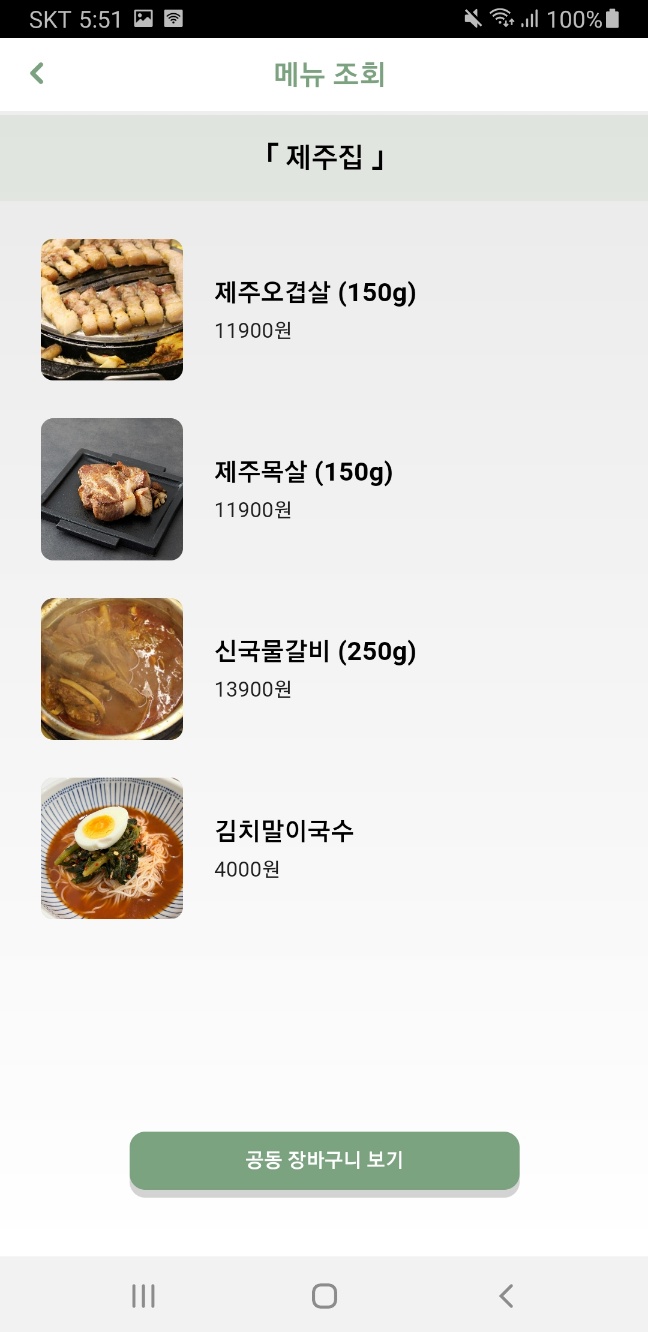 SKT 5:51
100%
메뉴 조회
「 제주집 」
제주오겹살 (150g)
11900원
제주목살 (150g)
11900원
신국물갈비 (250g)
13900원
김치말이국수
4000원
공동 장바구니 보기